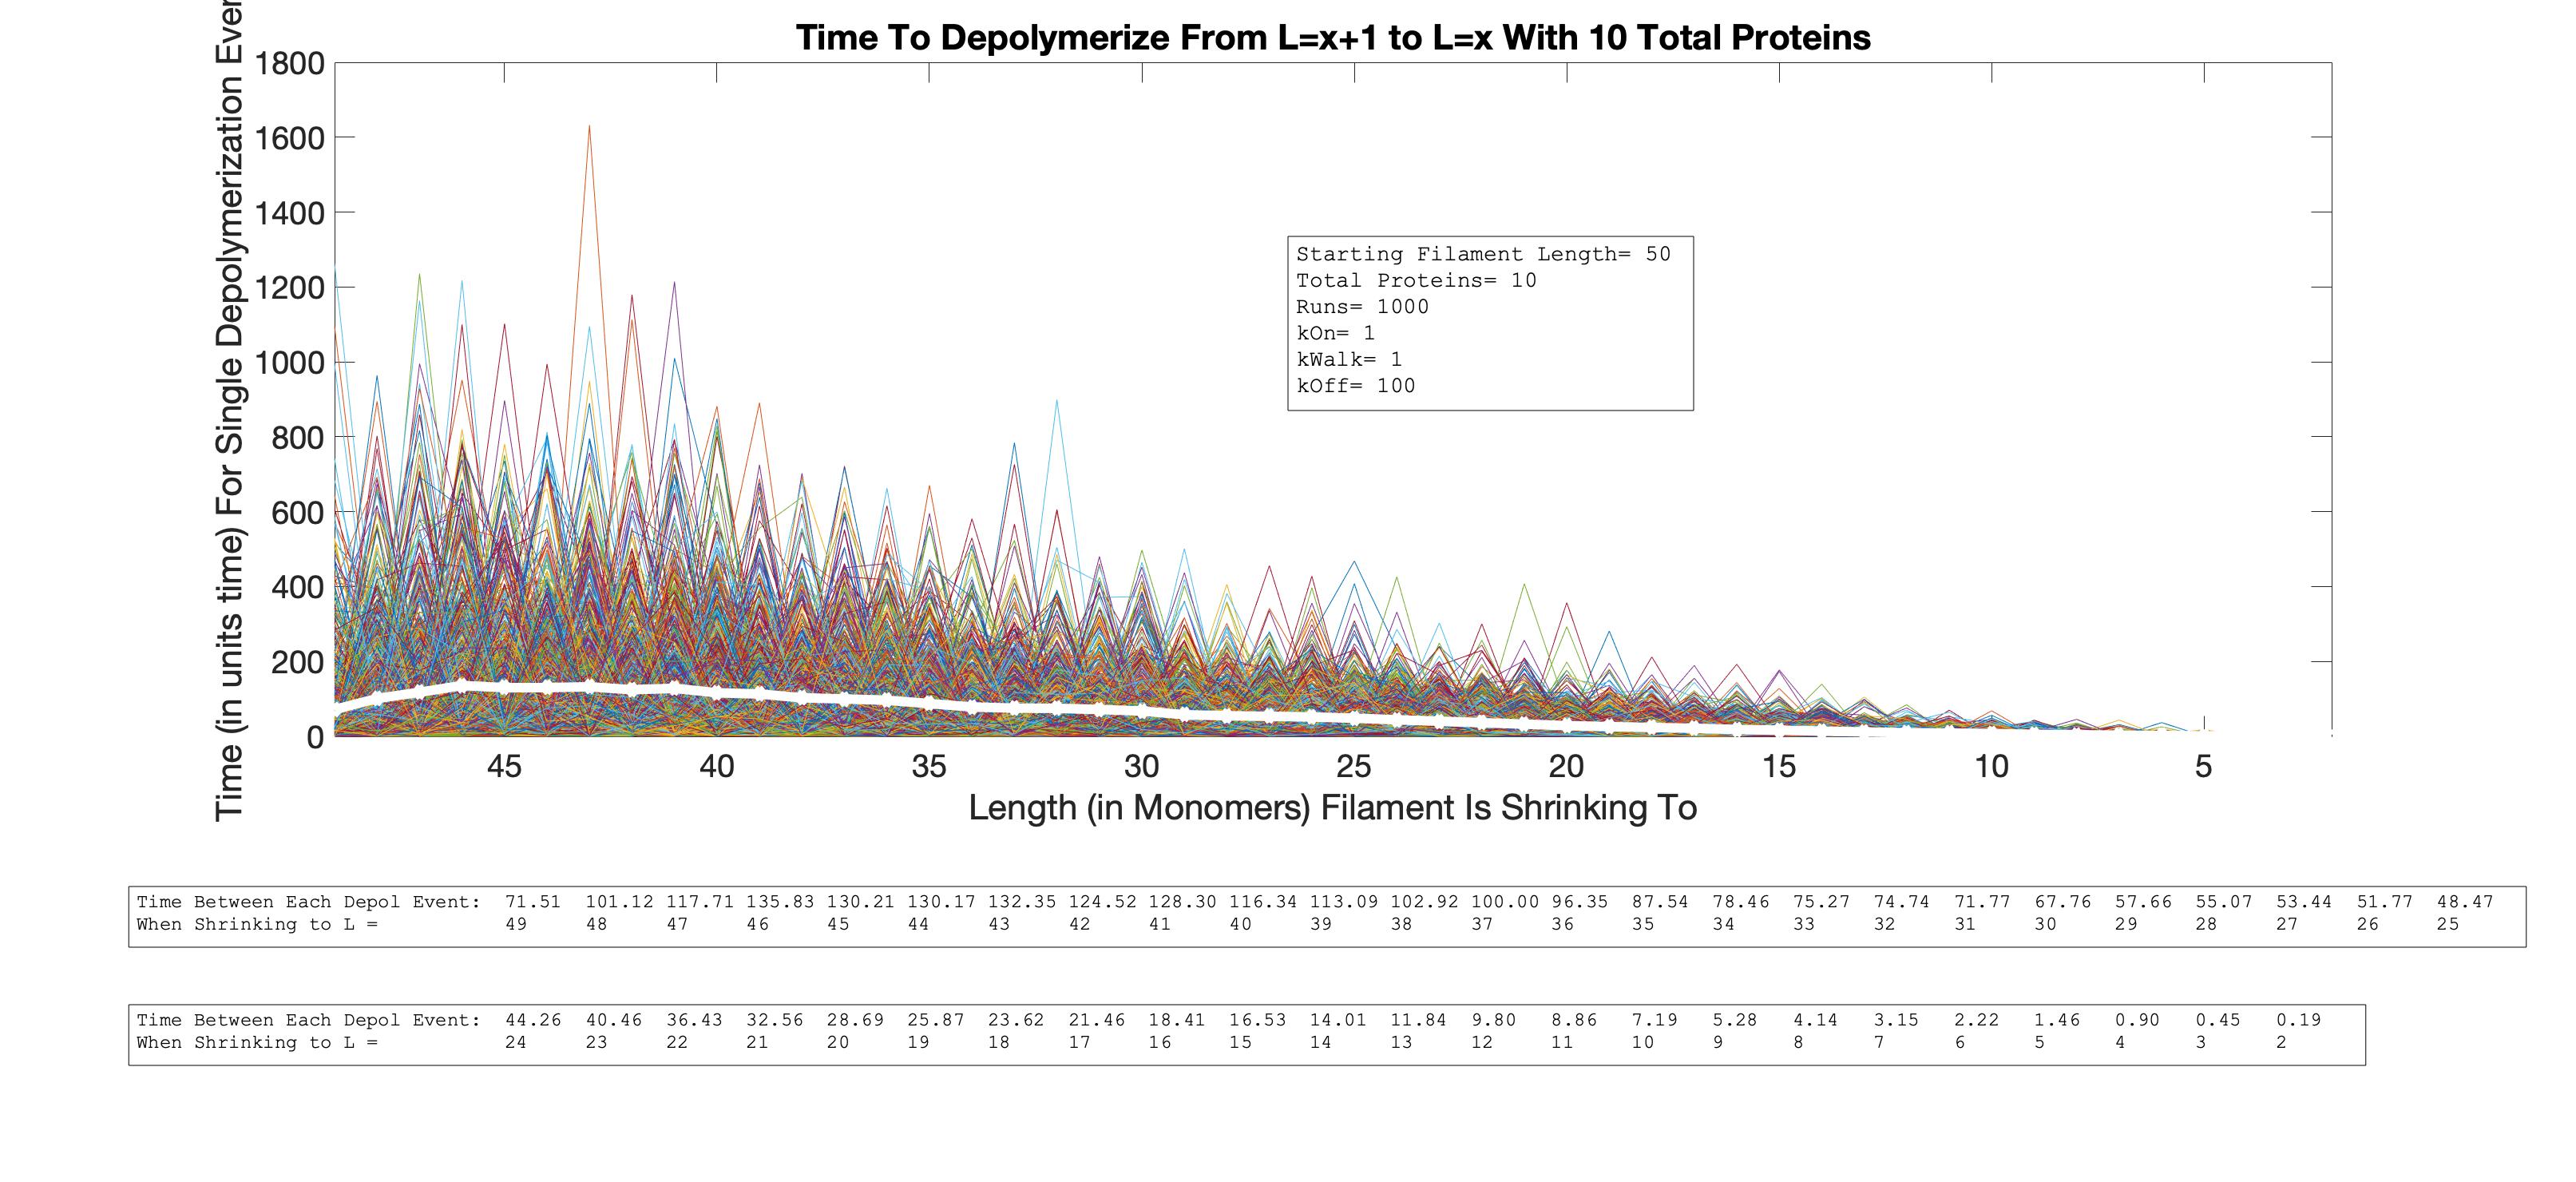 Time To Depolymerize From L=x+1 to L=x With 10 Total Proteins
Time (in units time) For Single Depolymerization
1800
1600
1400
1200
1000
800
600
400
200
0
Starting Filament Length= 50
Total Proteins= 10
Runs= 1000
kOn= 1
kWalk= 1
kOff= 100
45 40 35 30 25 20 15 10 5
Length (in Monomers) Filament Is Shrinking To
Time Between Each Depol Event: 71.51 101.12 117.71 135.83 130.21 130.17 132.35 124.52 128.30 116.34 113.09 102.92 100.00 96.35 87.54 78.46 75.27 74.74 71.77 67.76 57.66 55.07 53.44 51.77 48.47
When Shrinking to L = 49 48 47 46 45 44 43 42 41 40 39 38 37 36 35 34 33 32 31 30 29 28 27 26 25
Time Between Each Depol Event: 44.26 40.46 36.43 32.56 28.69 25.87 23.62 21.46 18.41 16.53 14.01 11.84 9.80 8.86 7.19 5.28 4.14 3.15 2.22 1.46 0.90 0.45 0.19
When Shrinking to L = 24 23 22 21 20 19 18 17 16 15 14 13 12 11 10 9 8 7 6 5 4 3 2